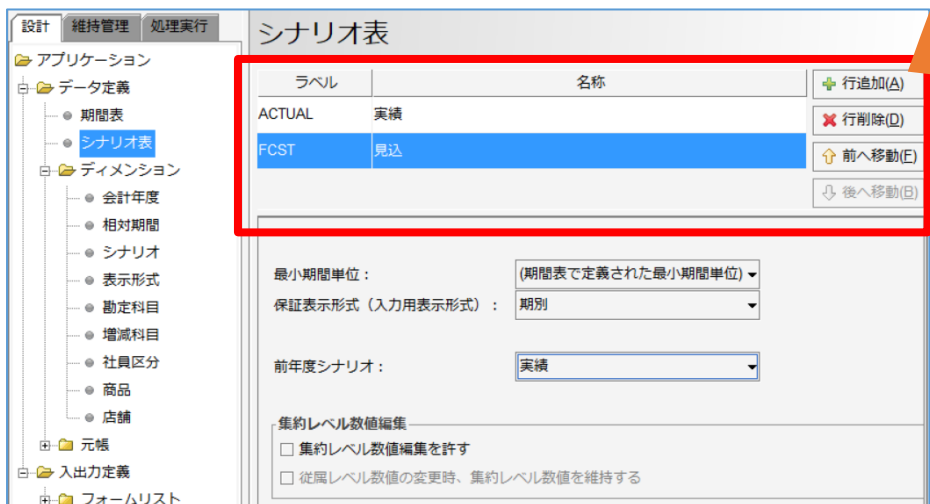 設計 維持管理 処理実行
アプリケーション
データ定義
期間表
シナリオ表
ディメンション
会計年度
相対期間
シナリオ
表示形式
勘定科目
増減科目
社員区分
商品
店舗
元帳
入出力定義
フォームリスト
シナリオ表
ラベル 名称
ACTUAL 実績
FCST 見込
行追加(A)
行削除(D)
前へ移動(F)
後へ移動(B)
最小期間単位： (期間表で定義された最小期間単位)
保証表示形式（入力用表示形式）： 期別
前年度シナリオ： 実績
集約レベル数値編集
集約レベル数値編集を許す
従属レベル数値の変更時、集約レベル数値を維持する